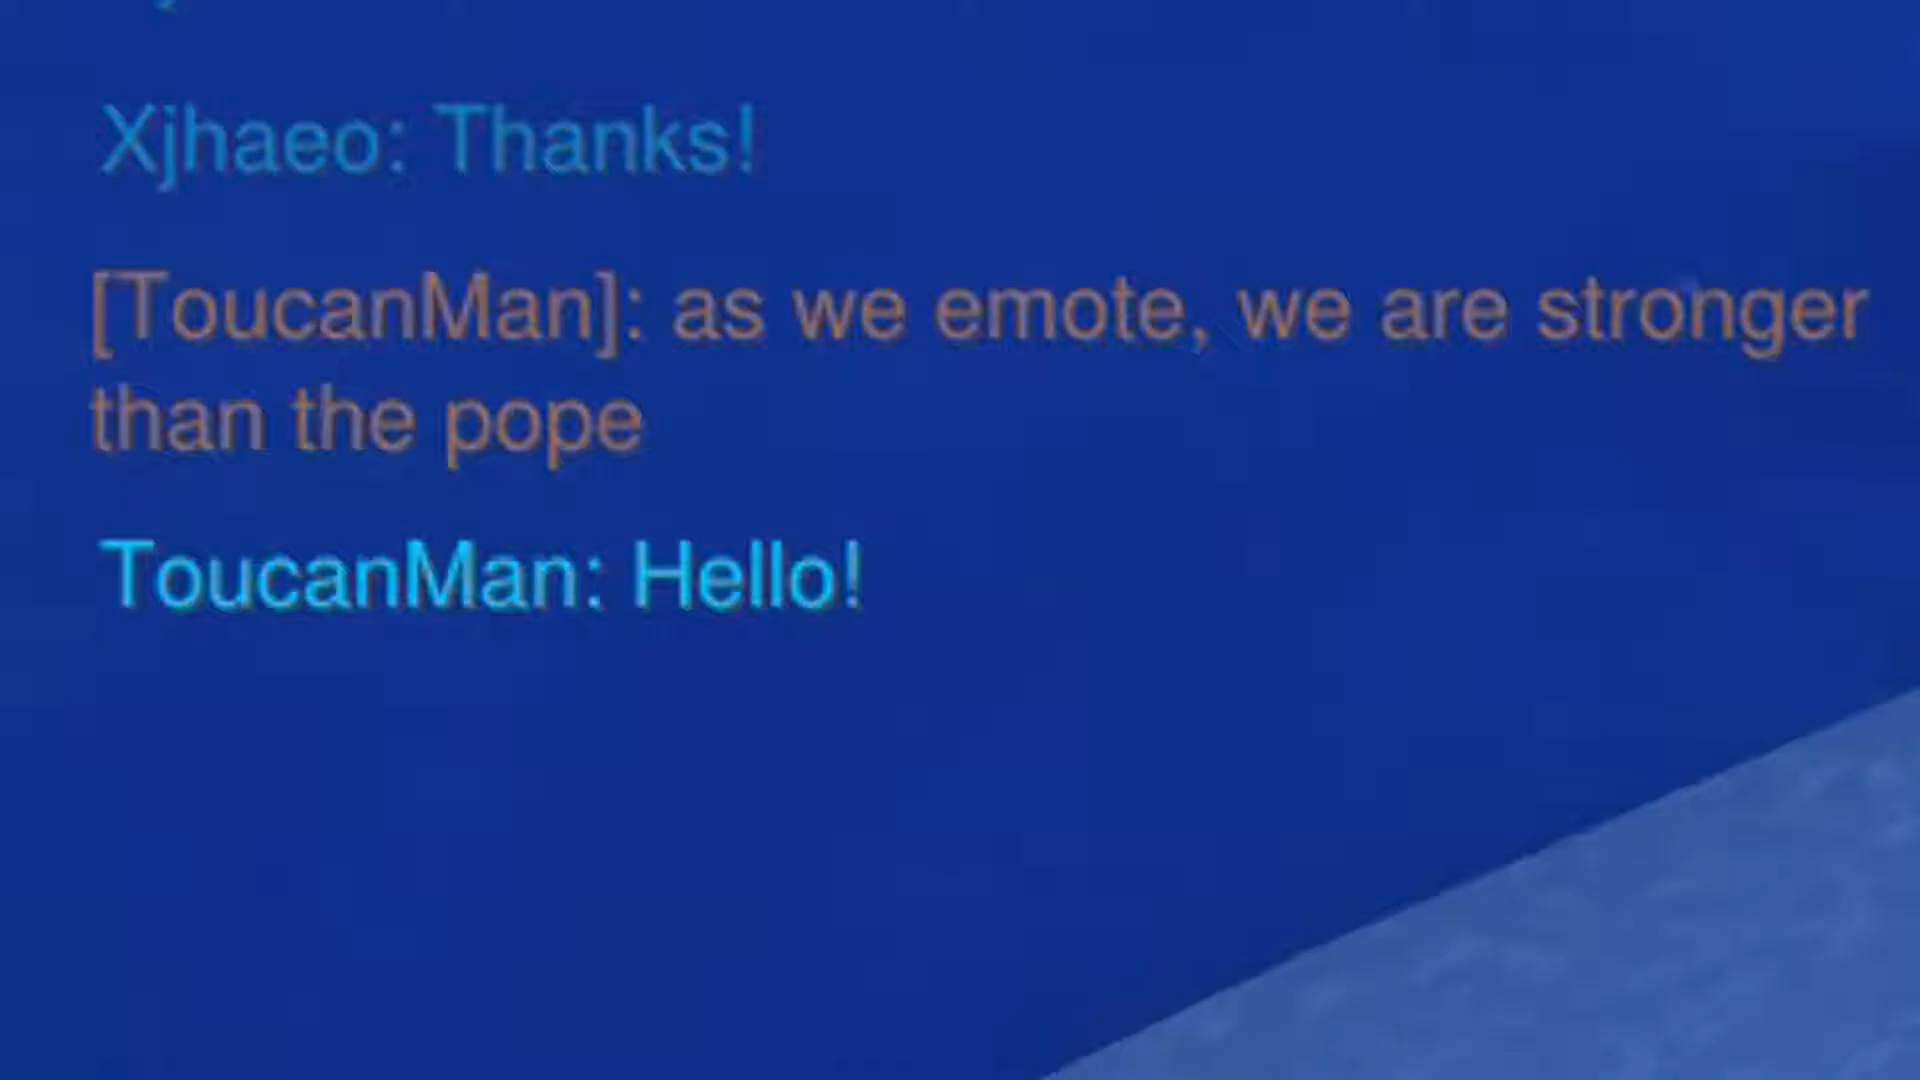 Xjhaeo: Thanks!
[ToucanMan]: as we emote, we are stronger
than the pope
ToucanMan: Hello!